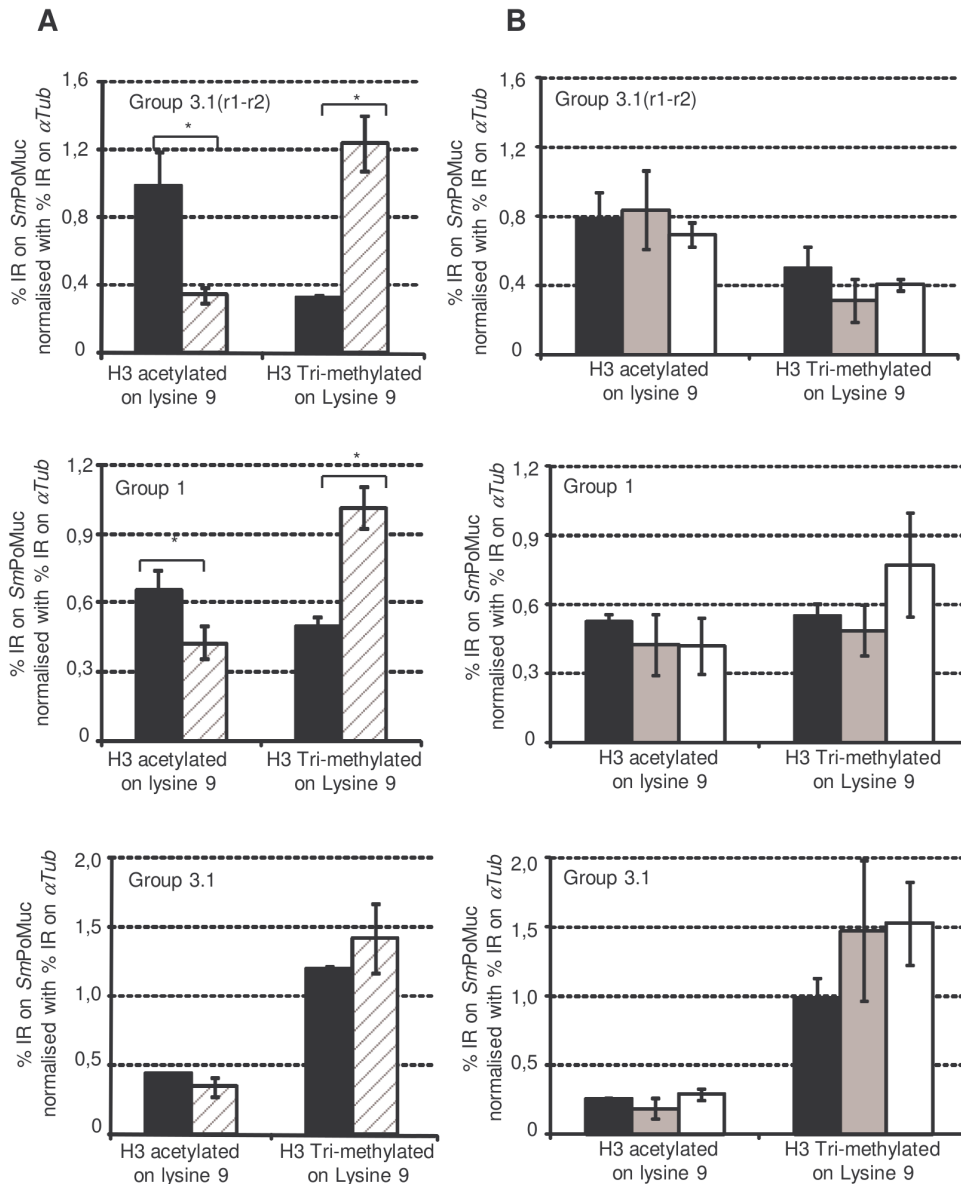 A
% IR on SmPoMuc
normalised with % IR on αTub
1,6
1,2
0,8
0,4
0
Group 3.1(r1-r2)
*
*
H3 acetylated
on lysine 9
H3 Tri-methylated
on Lysine 9
% IR on SmPoMuc
normalised with % IR on αTub
1,2
0,9
0,6
0,3
0
Group 1
*
*
H3 acetylated
on lysine 9
H3 Tri-methylated
on Lysine 9
% IR on SmPoMuc
normalised with % IR on αTub
2,0
1,5
1,0
0,5
0
Group 3.1
H3 acetylated
on lysine 9
H3 Tri-methylated
on Lysine 9
B
% IR on SmPoMuc
normalised with % IR on αTub
1,6
1,2
0,8
0,4
0
Group 3.1(r1-r2)
H3 acetylated
on lysine 9
H3 Tri-methylated
on Lysine 9
% IR on SmPoMuc
normalised with % IR on αTub
1,2
0,9
0,6
0,3
0
Group 1
H3 acetylated
on lysine 9
H3 Tri-methylated
on Lysine 9
% IR on SmPoMuc
normalised with % IR on αTub
2,0
1,5
1,0
0,5
0
Group 3.1
H3 acetylated
on lysine 9
H3 Tri-methylated
on Lysine 9